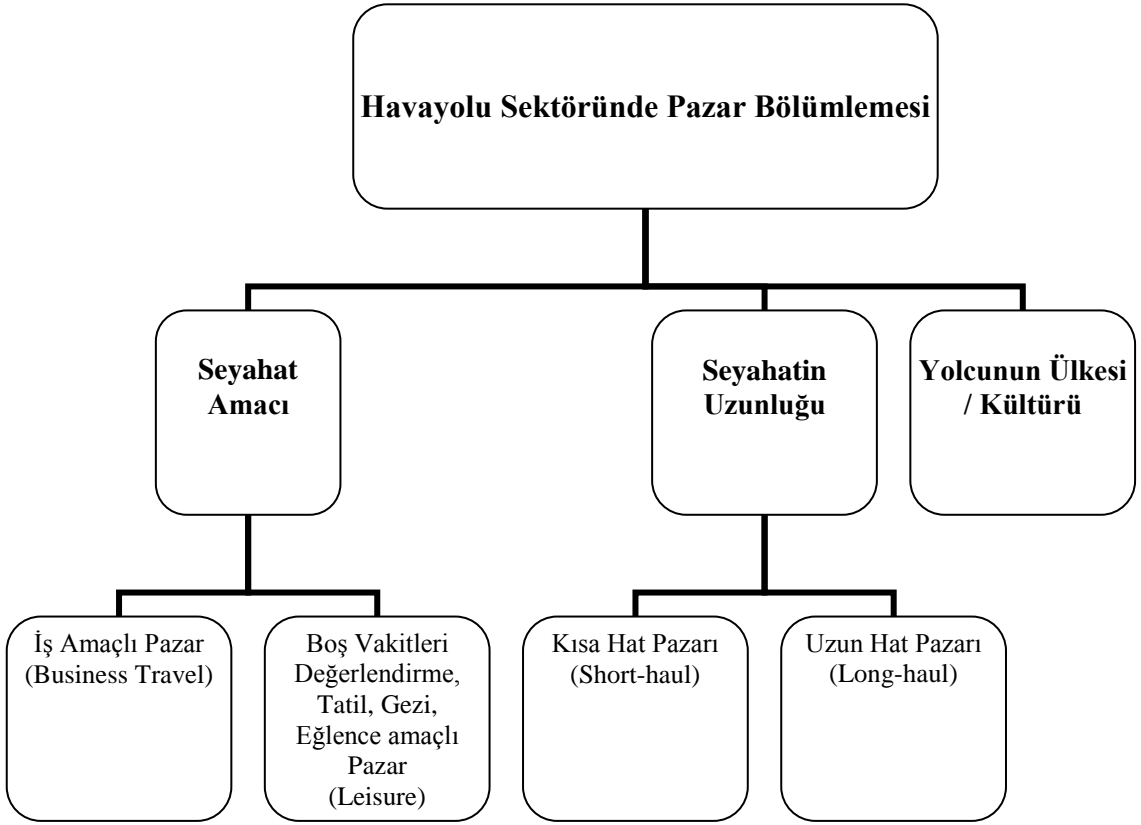 Havayolu Sektöründe Pazar Bölümlemesi
Seyahat
Amacı
Seyahatin
Uzunluğu
Yolcunun Ülkesi
/ Kültürü
İş Amaçlı Pazar
(Business Travel)
Boş Vakitleri
Değerlendirme,
Tatil, Gezi,
Eğlence amaçlı
Pazar
(Leisure)
Kısa Hat Pazarı
(Short-haul)
Uzun Hat Pazarı
(Long-haul)